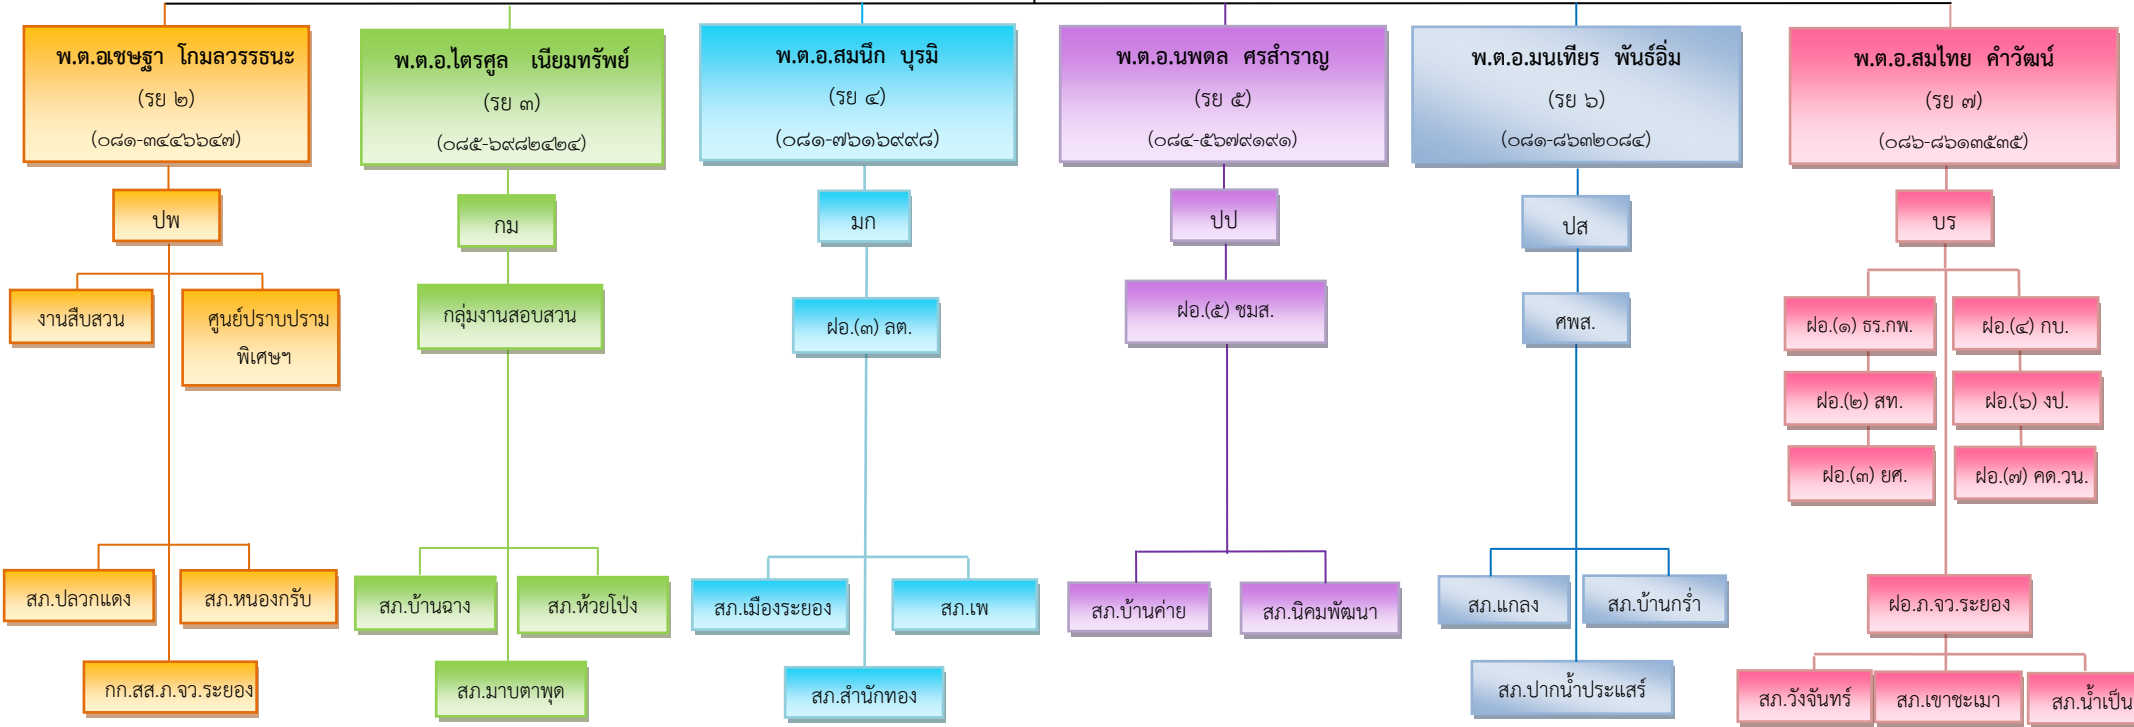 พ.ต.อเชษฐา โกมลวรรธนะ
(รย ๒)
(๐๘๑-๓๔๔๖๖๔๗)
ปพ
งานสืบสวน
ศูนย์ปราบปราม
พิเศษฯ
สภ.ปลวกแดง
สภ.หนองกรับ
กก.สส.ภ.จว.ระยอง
พ.ต.อ.ไตรศูล เนียมทรัพย์
(รย ๓)
(๐๘๕-๖๙๘๒๔๒๔)
กม
กลุ่มงานสอบสวน
สภ.บ้านฉาง
สภ.ห้วยโป่ง
สภ.มาบตาพุด
พ.ต.อ.สมนึก บุรมิ
(รย ๔)
(๐๘๑-๗๖๑๖๙๙๘)
มก
ฝอ.(๓) ลต.
สภ.เมืองระยอง
สภ.เพ
สภ.สำนักทอง
พ.ต.อ.นพดล ศรสำราญ
(รย ๕)
(๐๘๔-๕๖๗๙๑๙๑)
ปป
ฝอ.(๕) ชมส.
สภ.บ้านค่าย
สภ.นิคมพัฒนา
พ.ต.อ.มนเทียร พันธ์อิ่ม
(รย ๖)
(๐๘๑-๘๖๓๒๐๘๔)
ปส
ศพส.
สภ.แกลง
สภ.บ้านกร่ำ
สภ.ปากน้ำประแสร์
พ.ต.อ.สมไทย คำวัฒน์
(รย ๗)
(๐๘๖-๘๖๑๓๕๓๕)
บร
ฝอ.(๑) ธร.กพ.
ฝอ.(๔) กบ.
ฝอ.(๒) สท.
ฝอ.(๖) งป.
ฝอ.(๓) ยศ.
ฝอ.(๗) คด.วน.
ฝอ.ภ.จว.ระยอง
สภ.วังจันทร์
สภ.เขาชะเมา
สภ.น้ำเป็น